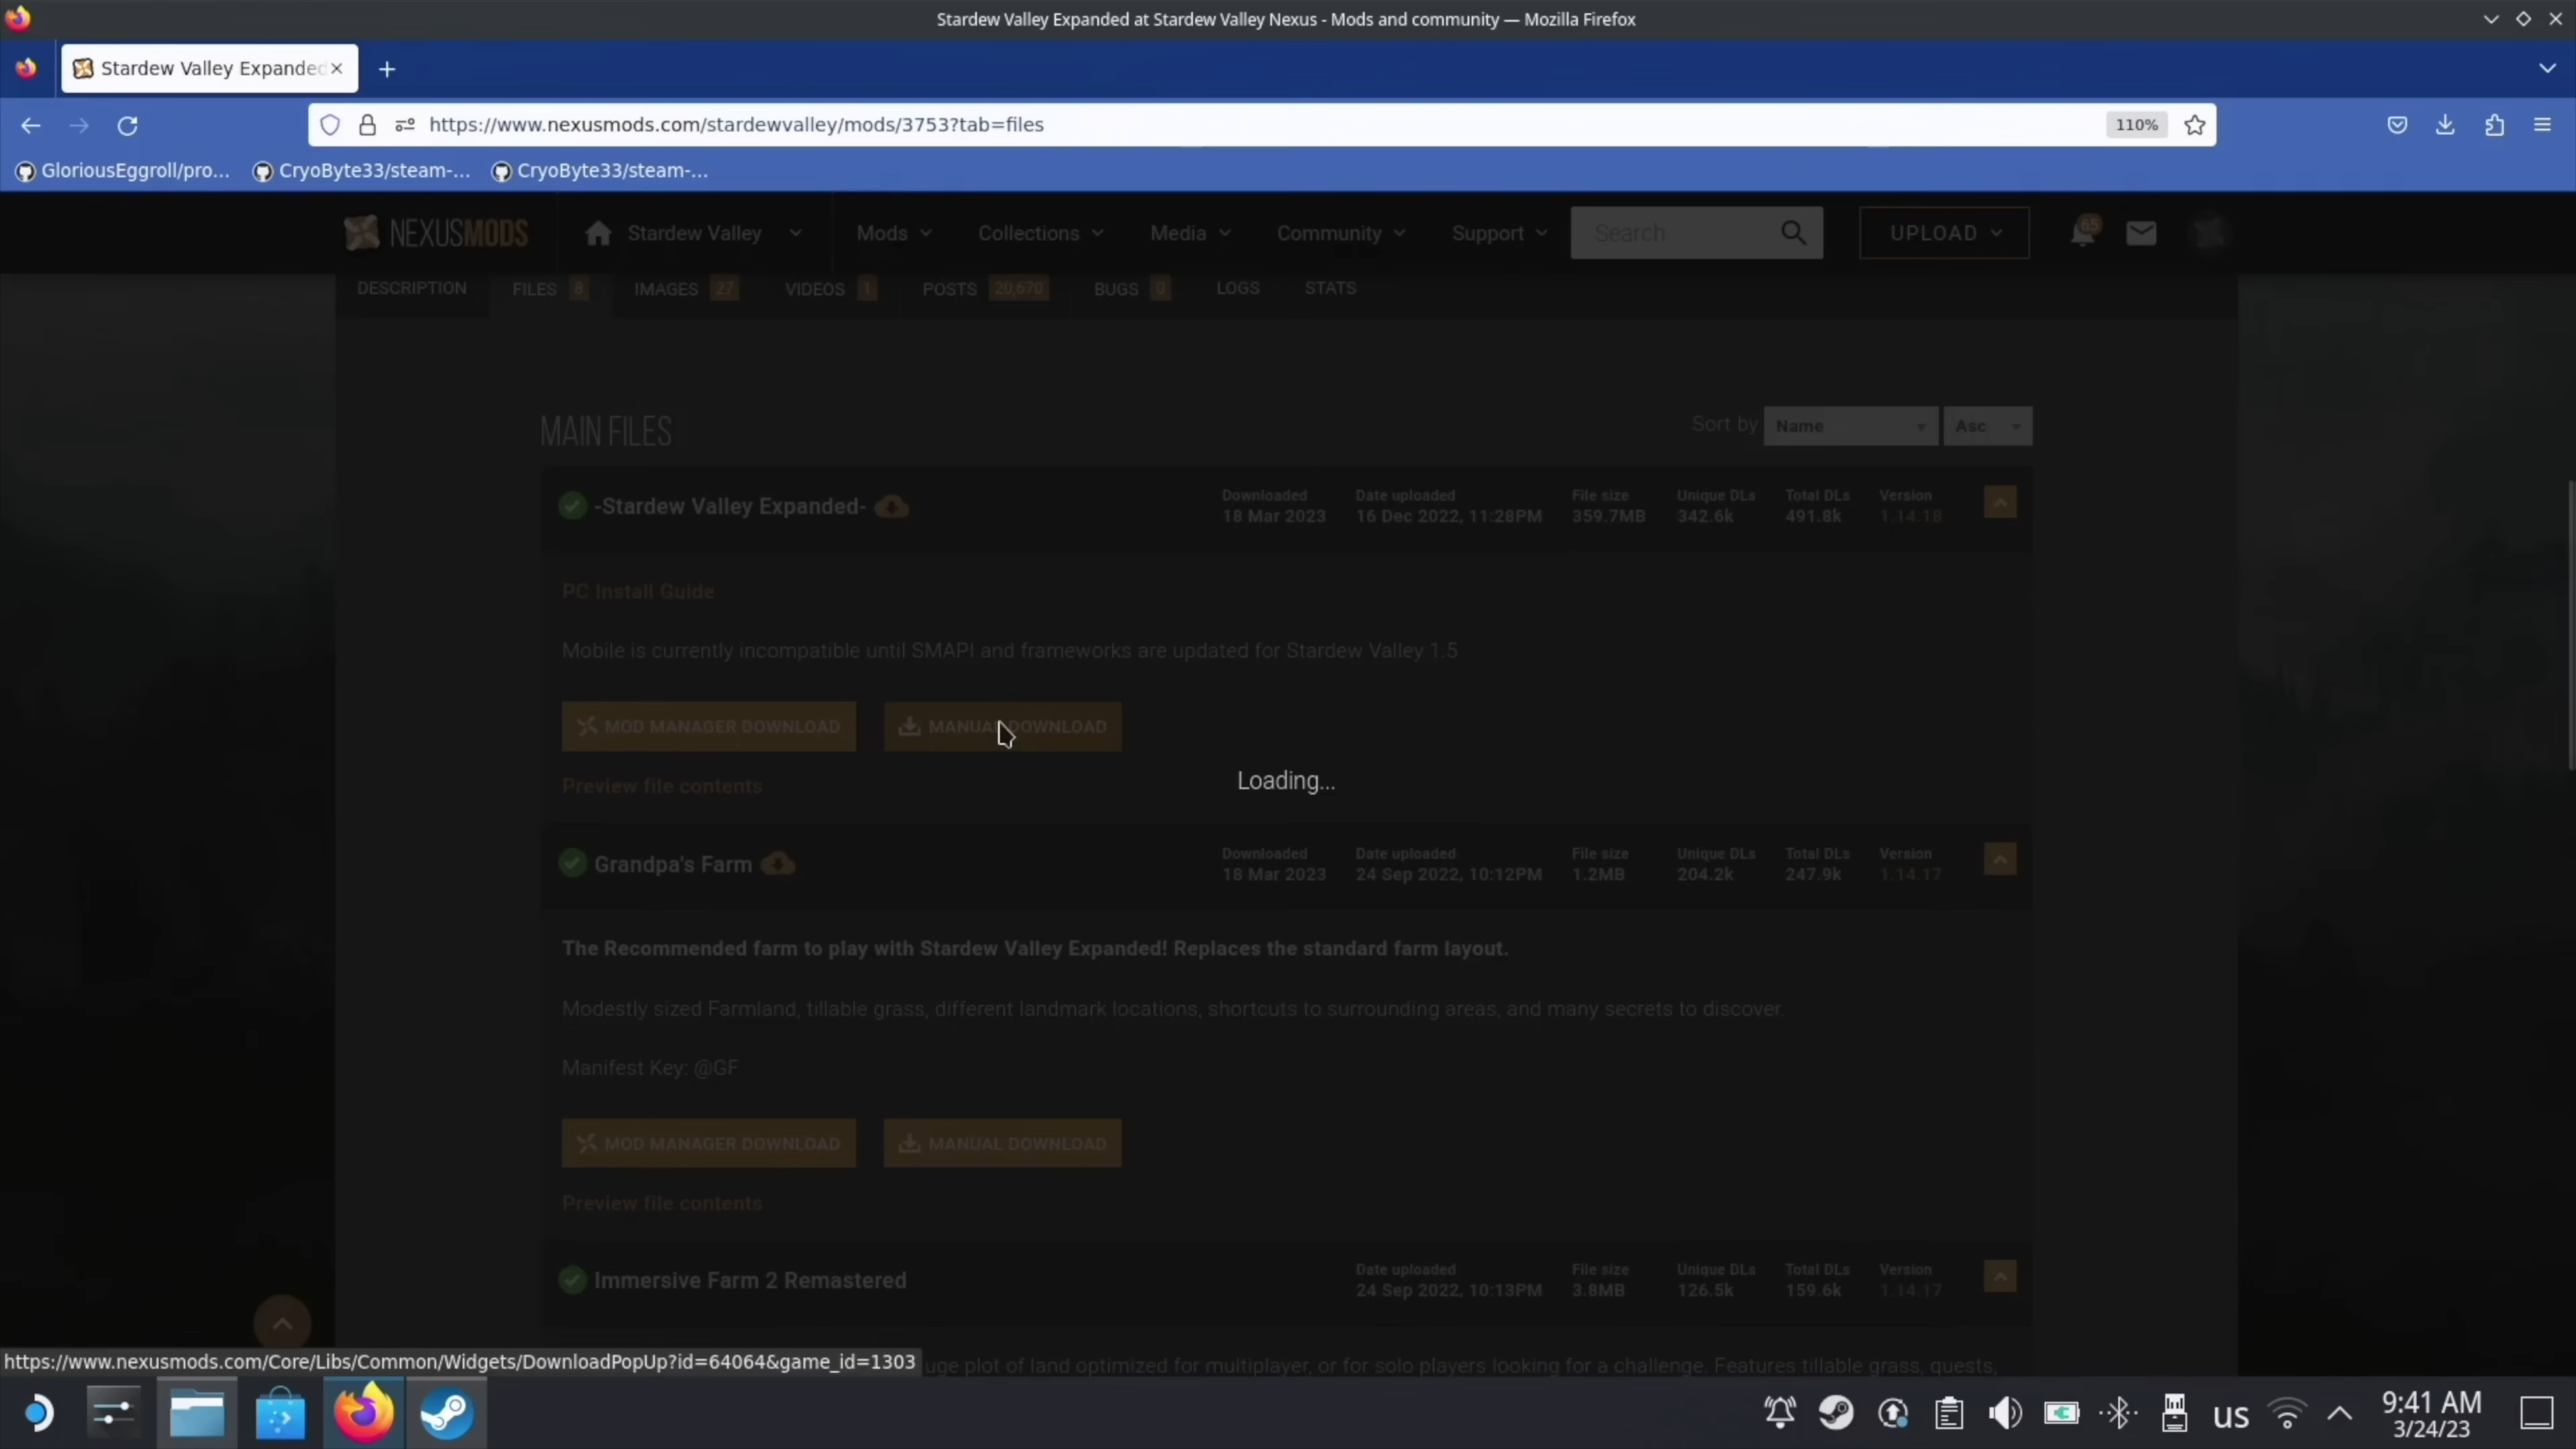 Stardew Valley Expanded at Stardew Valley Nexus - Mods and community — Mozilla Firefox
Stardew Valley Expanded
https://www.nexusmods.com/stardewvalley/mods/3753?tab=files
110%
GloriousEggroll/pro... CryoByte33/steam-... CryoByte33/steam-...
NEXUSMODS Stardew Valley Mods Collections Media Community Support Search UPLOAD 65
DESCRIPTION FILES 8 IMAGES 27 VIDEOS 1 POSTS 20,670 BUGS 0 LOGS STATS
MAIN FILES Sort by Name Asc
-Stardew Valley Expanded-
Downloaded Date uploaded File size Unique DLs Total DLs Version
18 Mar 2023 16 Dec 2022, 11:28PM 359.7MB 342.6k 491.8k 1.14.18
PC Install Guide
Mobile is currently incompatible until SMAPI and frameworks are updated for Stardew Valley 1.5
MOD MANAGER DOWNLOAD MANUAL DOWNLOAD
Loading...
Preview file contents
Grandpa's Farm
Downloaded Date uploaded File size Unique DLs Total DLs Version
18 Mar 2023 24 Sep 2022, 10:12PM 1.2MB 204.2k 247.9k 1.14.17
The Recommended farm to play with Stardew Valley Expanded! Replaces the standard farm layout.
Modestly sized Farmland, tillable grass, different landmark locations, shortcuts to surrounding areas, and many secrets to discover.
Manifest Key: @GF
MOD MANAGER DOWNLOAD MANUAL DOWNLOAD
Preview file contents
Immersive Farm 2 Remastered
Date uploaded File size Unique DLs Total DLs Version
24 Sep 2022, 10:13PM 3.8MB 126.5k 159.6k 1.14.17
https://www.nexusmods.com/Core/Libs/Common/Widgets/DownloadPopUp?id=64064&game_id=1303
uge plot of land optimized for multiplayer, or for solo players looking for a challenge. Features tillable grass, quests,
us
9:41 AM
3/24/23